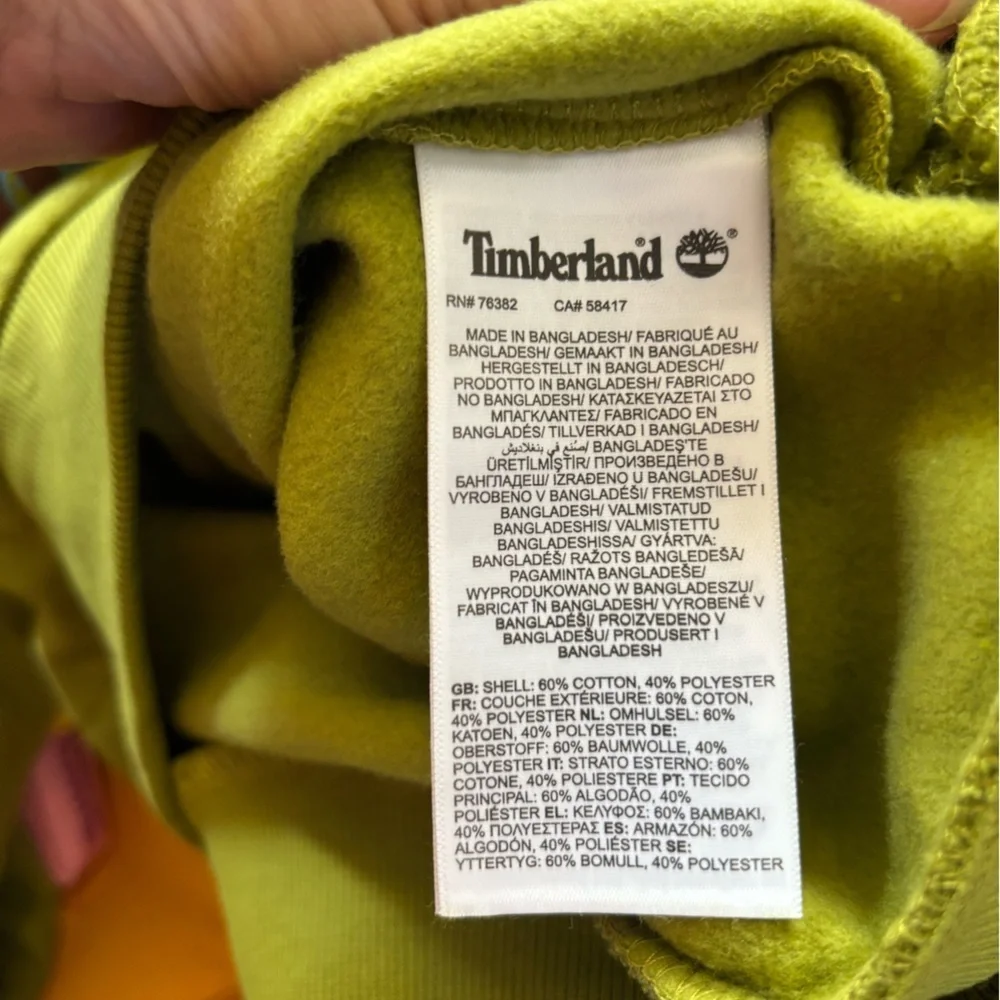 Timberland®
®
RN# 76382 CA# 58417
MADE IN BANGLADESH/ FABRIQUÉ AU
BANGLADESH/ GEMAAKT IN BANGLADESH/
HERGESTELLT IN BANGLADESCH/
PRODOTTO IN BANGLADESH/ FABRICADO
NO BANGLADESH/ ΚΑΤΑΣΚΕΥΑΖΕΤΑΙ ΣΤΟ
ΜΠΑΓΚΛΑΝΤΕΣ/ FABRICADO EN
BANGLADÉS/ TILLVERKAD I BANGLADESH/
صُنع في بنغلاديش/ BANGLADEŞ'TE
ÜRETİLMİŞTİR/ ПРОИЗВЕДЕНО В
БАНГЛАДЕШ/ IZRAĐENO U BANGLADEŠU/
VYROBENO V BANGLADÉŠI/ FREMSTILLET I
BANGLADESH/ VALMISTATUD
BANGLADESHIS/ VALMISTETTU
BANGLADESHISSA/ GYÁRTVA:
BANGLADÉŠ/ RAŽOTS BANGLEDEŠĀ/
PAGAMINTA BANGLADEŠE/
WYPRODUKOWANO W BANGLADESZU/
FABRICAT ÎN BANGLADESH/ VYROBENÉ V
BANGLADÉŠI/ PROIZVEDENO V
BANGLADEŠU/ PRODUSERT I
BANGLADESH
GB: SHELL: 60% COTTON, 40% POLYESTER
FR: COUCHE EXTÉRIEURE: 60% COTON,
40% POLYESTER NL: OMHULSEL: 60%
KATOEN, 40% POLYESTER DE:
OBERSTOFF: 60% BAUMWOLLE, 40%
POLYESTER IT: STRATO ESTERNO: 60%
COTONE, 40% POLIESTERE PT: TECIDO
PRINCIPAL: 60% ALGODÃO, 40%
POLIÉSTER EL: ΚΕΛΥΦΟΣ: 60% ΒΑΜΒΑΚΙ,
40% ΠΟΛΥΕΣΤΕΡΑΣ ES: ARMAZÓN: 60%
ALGODÓN, 40% POLIÉSTER SE:
YTTERTYG: 60% BOMULL, 40% POLYESTER